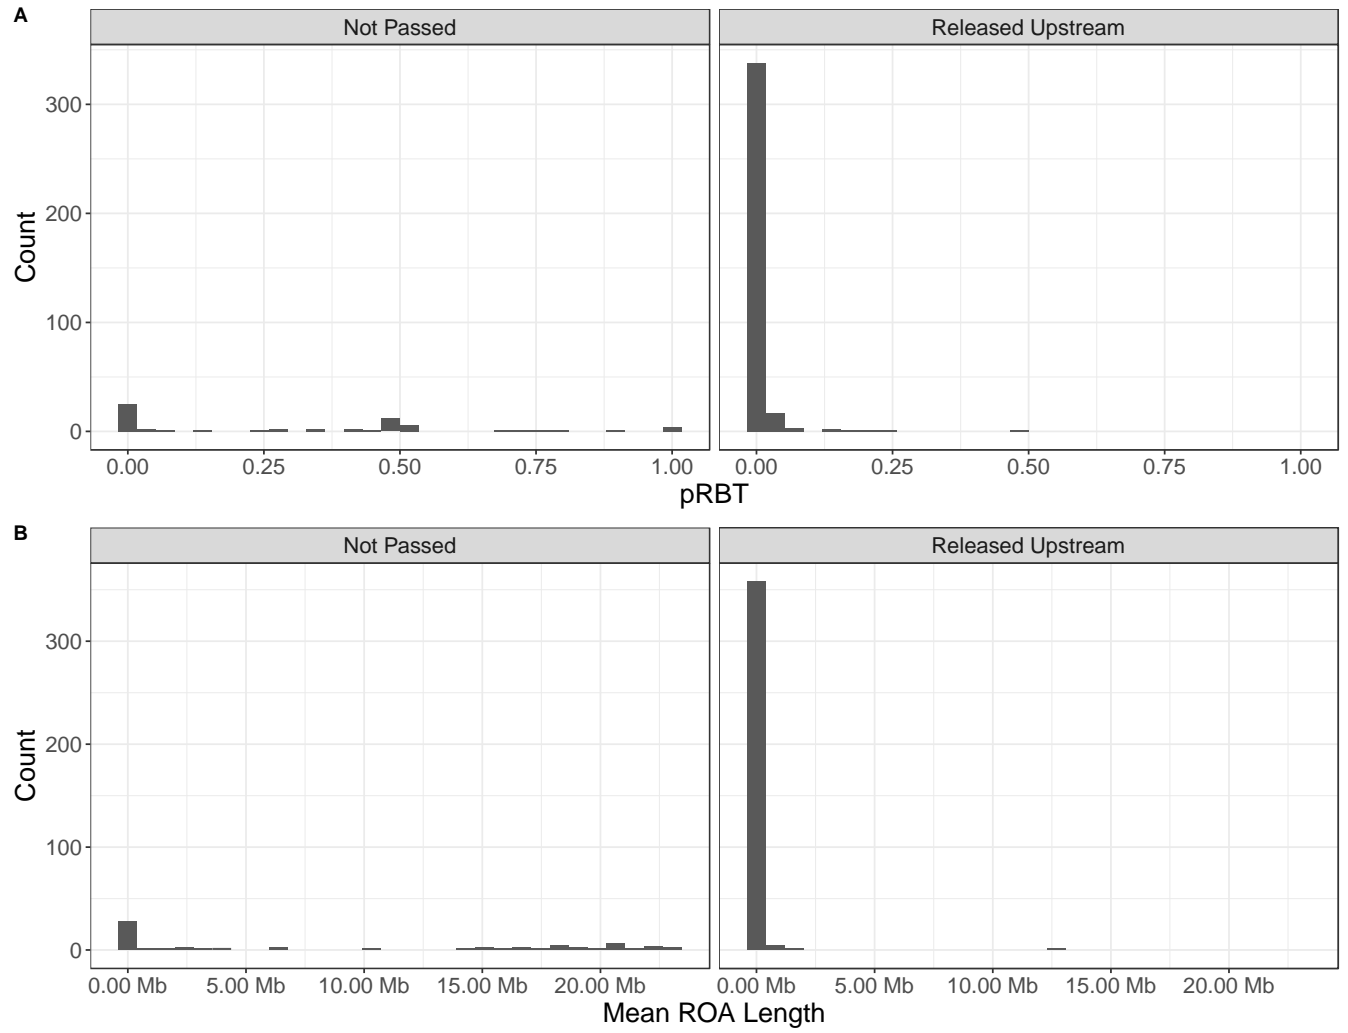 A
Not Passed
Released Upstream
Count
300
200
100
0
0.00 0.25 0.50 0.75 1.00
0.00 0.25 0.50 0.75 1.00
pRBT
B
Not Passed
Released Upstream
Count
300
200
100
0
0.00 Mb 5.00 Mb 10.00 Mb 15.00 Mb 20.00 Mb
0.00 Mb 5.00 Mb 10.00 Mb 15.00 Mb 20.00 Mb
Mean ROA Length